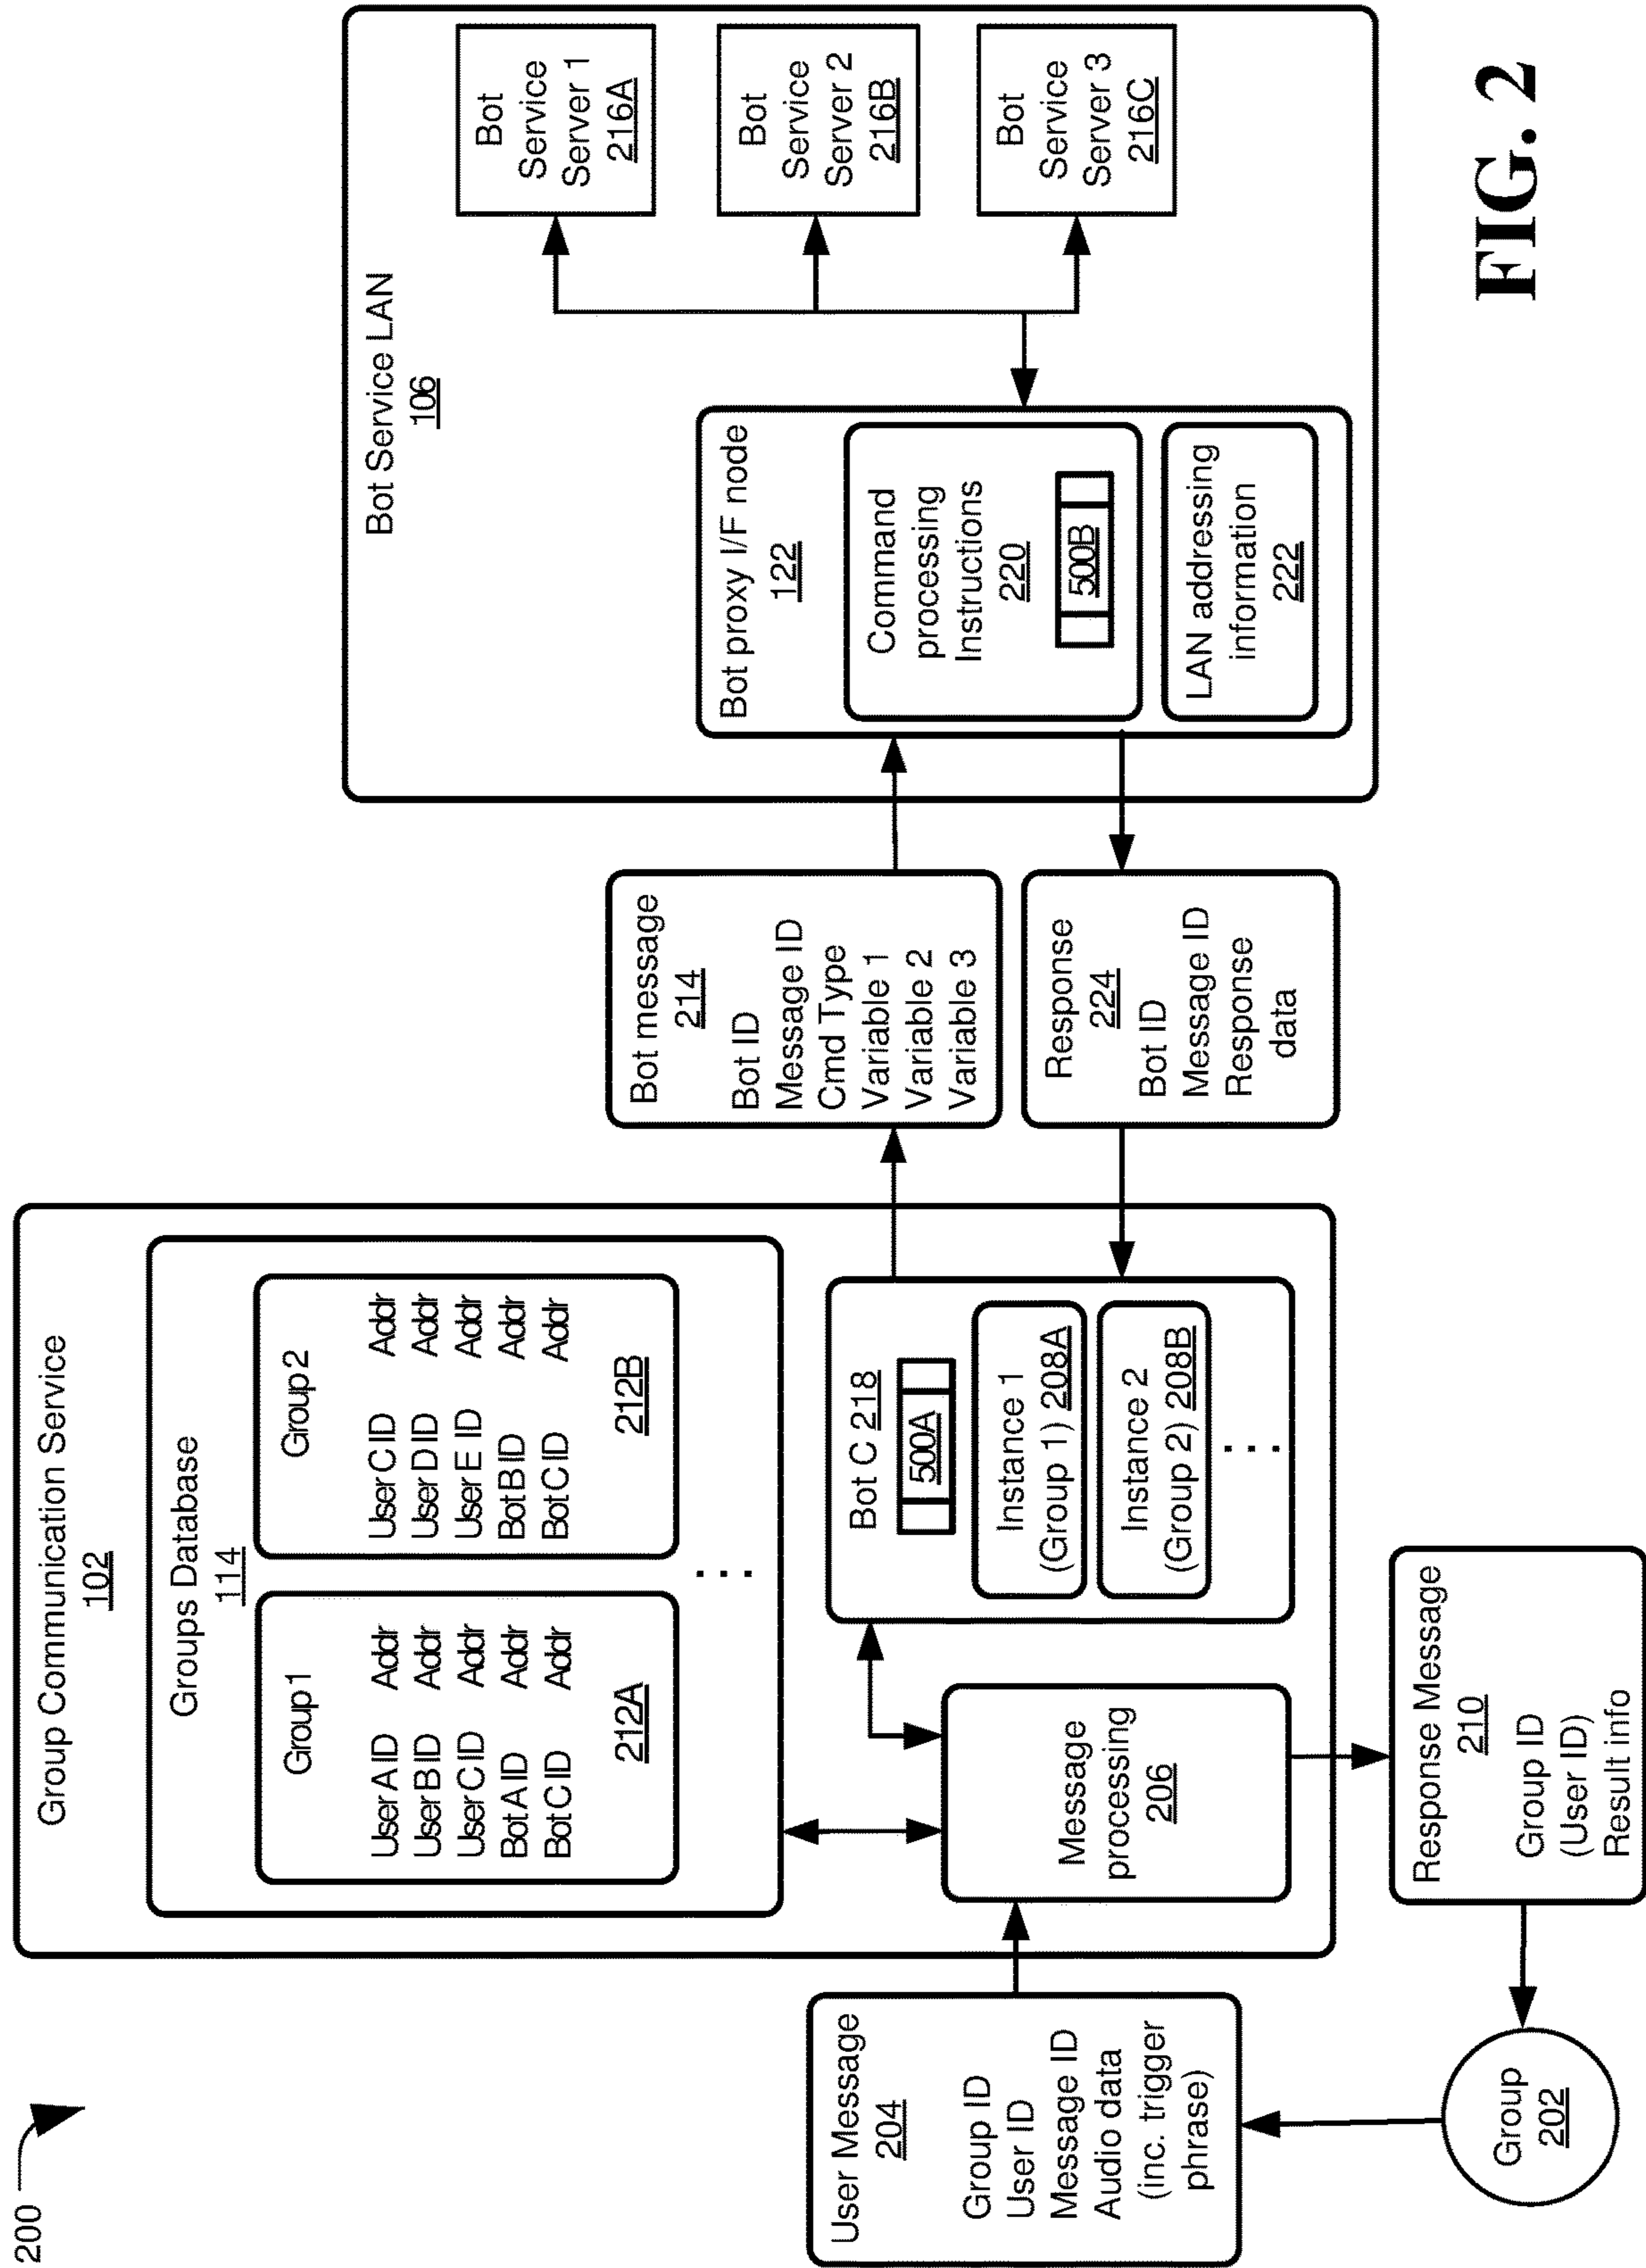 200
Group Communication Service
102
Groups Database
114
Group 1
User A ID Addr
User B ID Addr
User C ID Addr
Bot A ID Addr
Bot C ID Addr
212A
Group 2
User C ID Addr
User D ID Addr
User E ID Addr
Bot B ID Addr
Bot C ID Addr
212B
...
User Message
204
Group ID
User ID
Message ID
Audio data
(inc. trigger
phrase)
Message
processing
206
Bot C 218
500A
Instance 1
(Group 1) 208A
Instance 2
(Group 2) 208B
...
Group
202
Response Message
210
Group ID
(User ID)
Result info
Bot message
214
Bot ID
Message ID
Cmd Type
Variable 1
Variable 2
Variable 3
Response
224
Bot ID
Message ID
Response
data
Bot Service LAN
106
Bot proxy I/F node
122
Command
processing
Instructions
220
500B
LAN addressing
information
222
Bot
Service
Server 1
216A
Bot
Service
Server 2
216B
Bot
Service
Server 3
216C
FIG. 2